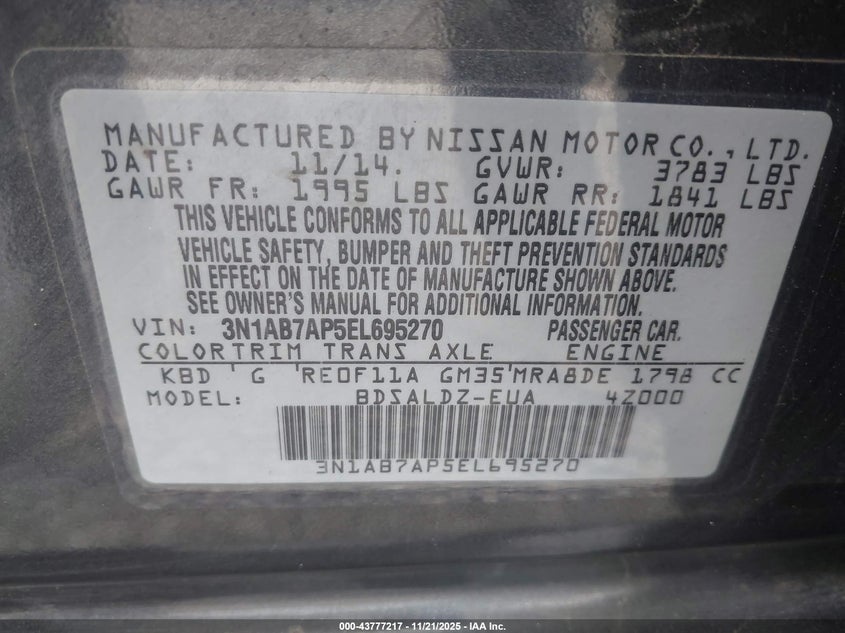 MANUFACTURED BY NISSAN MOTOR CO., LTD.
DATE: 11/14. GVWR: 3783 LBS
GAWR FR: 1995 LBS GAWR RR: 1841 LBS
THIS VEHICLE CONFORMS TO ALL APPLICABLE FEDERAL MOTOR
VEHICLE SAFETY, BUMPER AND THEFT PREVENTION STANDARDS
IN EFFECT ON THE DATE OF MANUFACTURE SHOWN ABOVE.
SEE OWNER'S MANUAL FOR ADDITIONAL INFORMATION.
VIN: 3N1AB7AP5EL695270 PASSENGER CAR.
COLOR TRIM TRANS AXLE ENGINE
KBD ' G 'RE0F11A GM35'MRA8DE 1798 CC
MODEL: BDSALDZ-EUA 4Z000
3N1AB7AP5EL695270
000-43777217 - 11/21/2025 - IAA Inc.